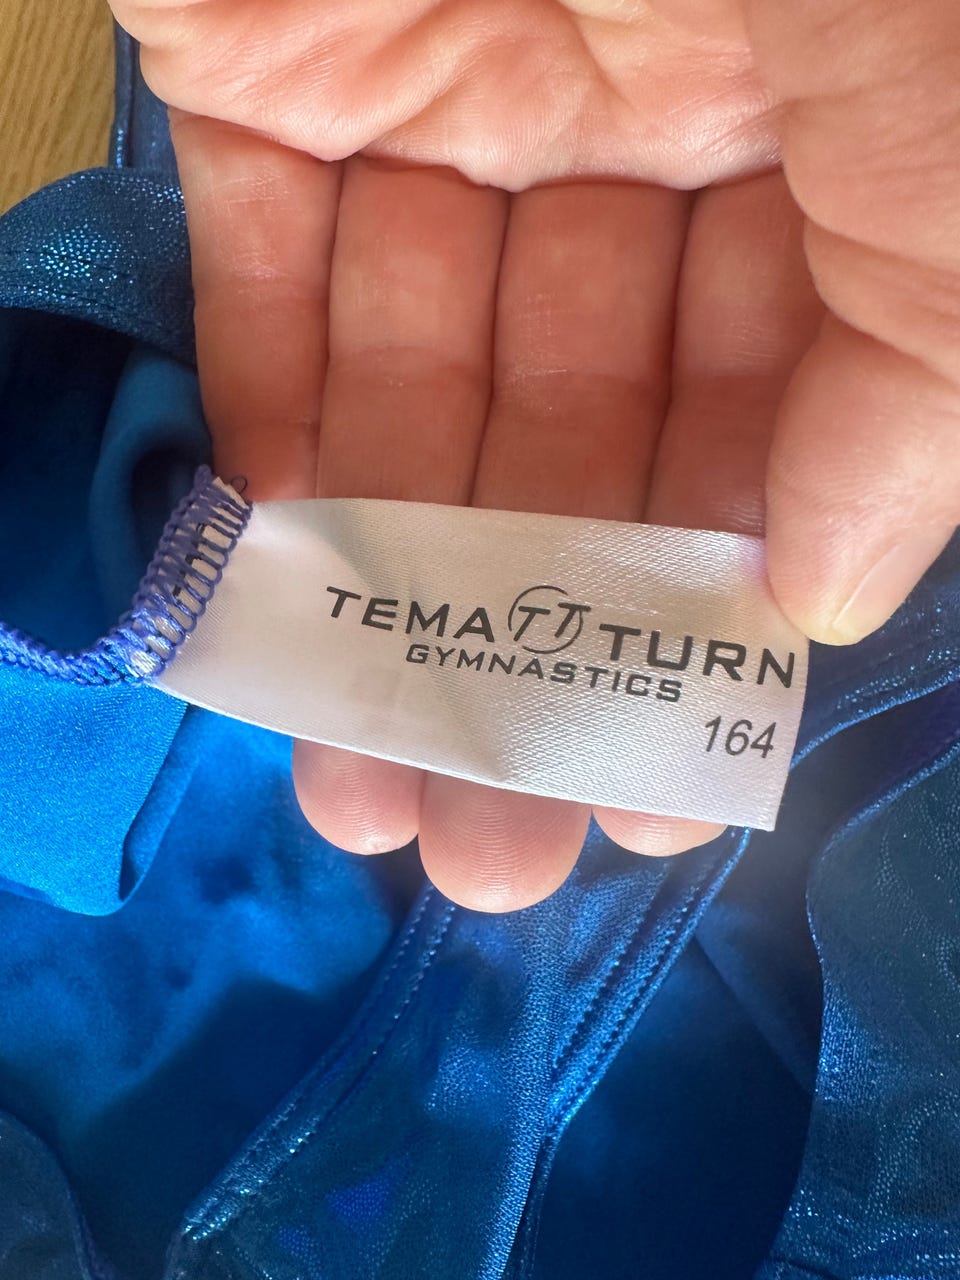 TEMA TT TURN
GYMNASTICS
164